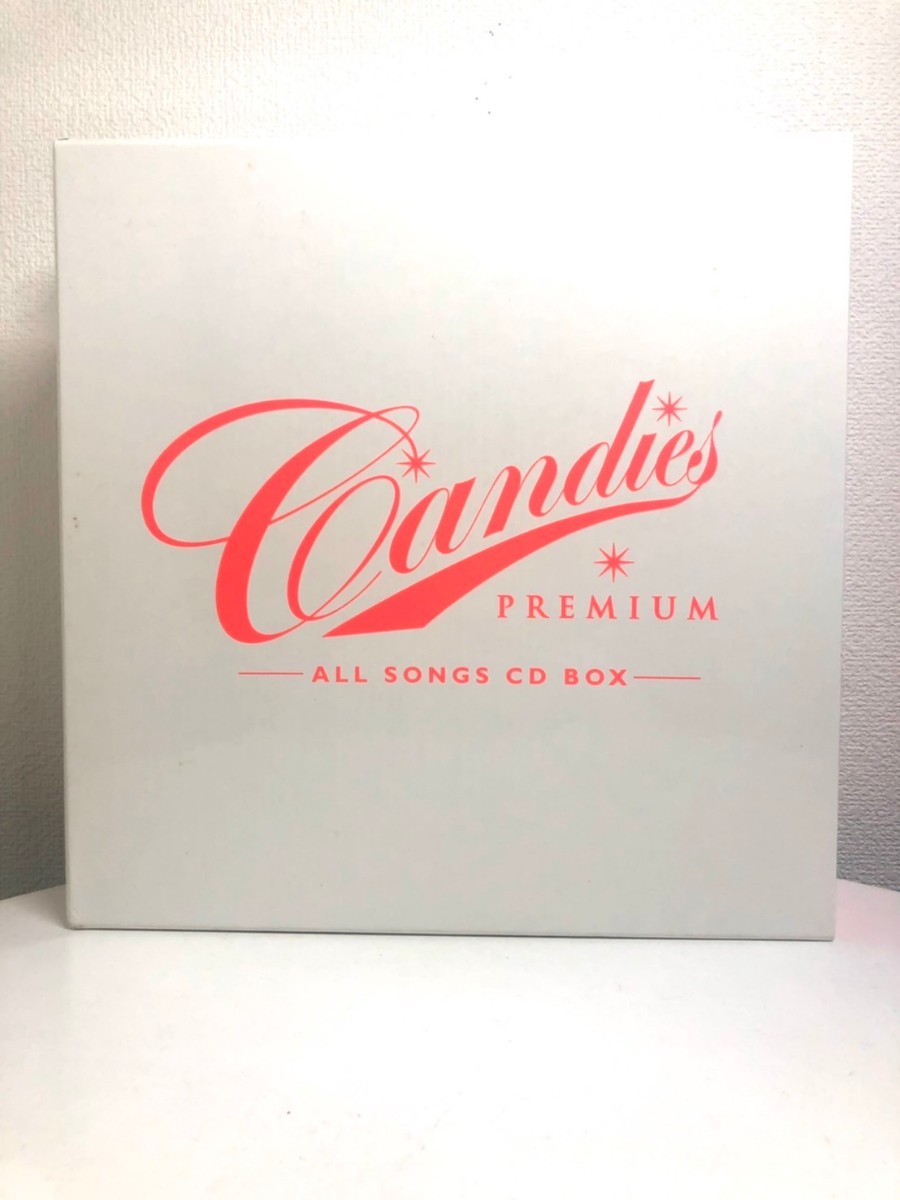 Candies
PREMIUM
ALL SONGS CD BOX